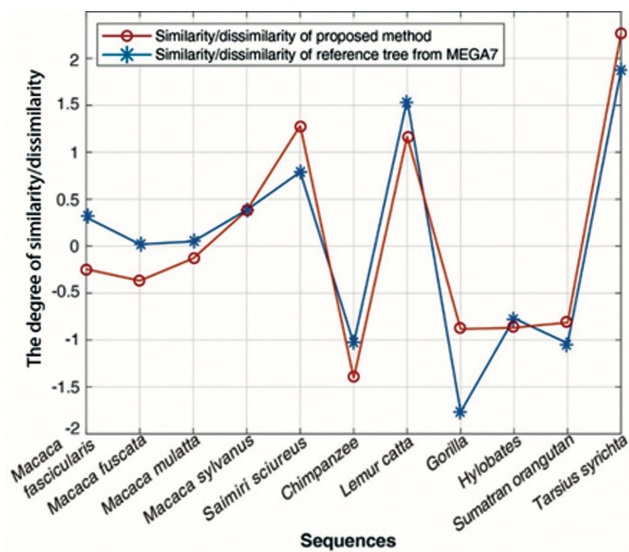 Similarity/dissimilarity of proposed method
Similarity/dissimilarity of reference tree from MEGA7
The degree of similarity/dissimilarity
2
1.5
1
0.5
0
-0.5
-1
-1.5
-2
Macaca
fascicularis
Macaca fuscata
Macaca mulatta
Macaca sylvanus
Saimiri sciureus
Chimpanzee
Lemur catta
Gorilla
Hylobates
Sumatran orangutan
Tarsius syrichta
Sequences